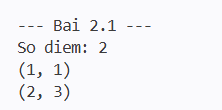 --- Bai 2.1 ---
So diem: 2
(1, 1)
(2, 3)